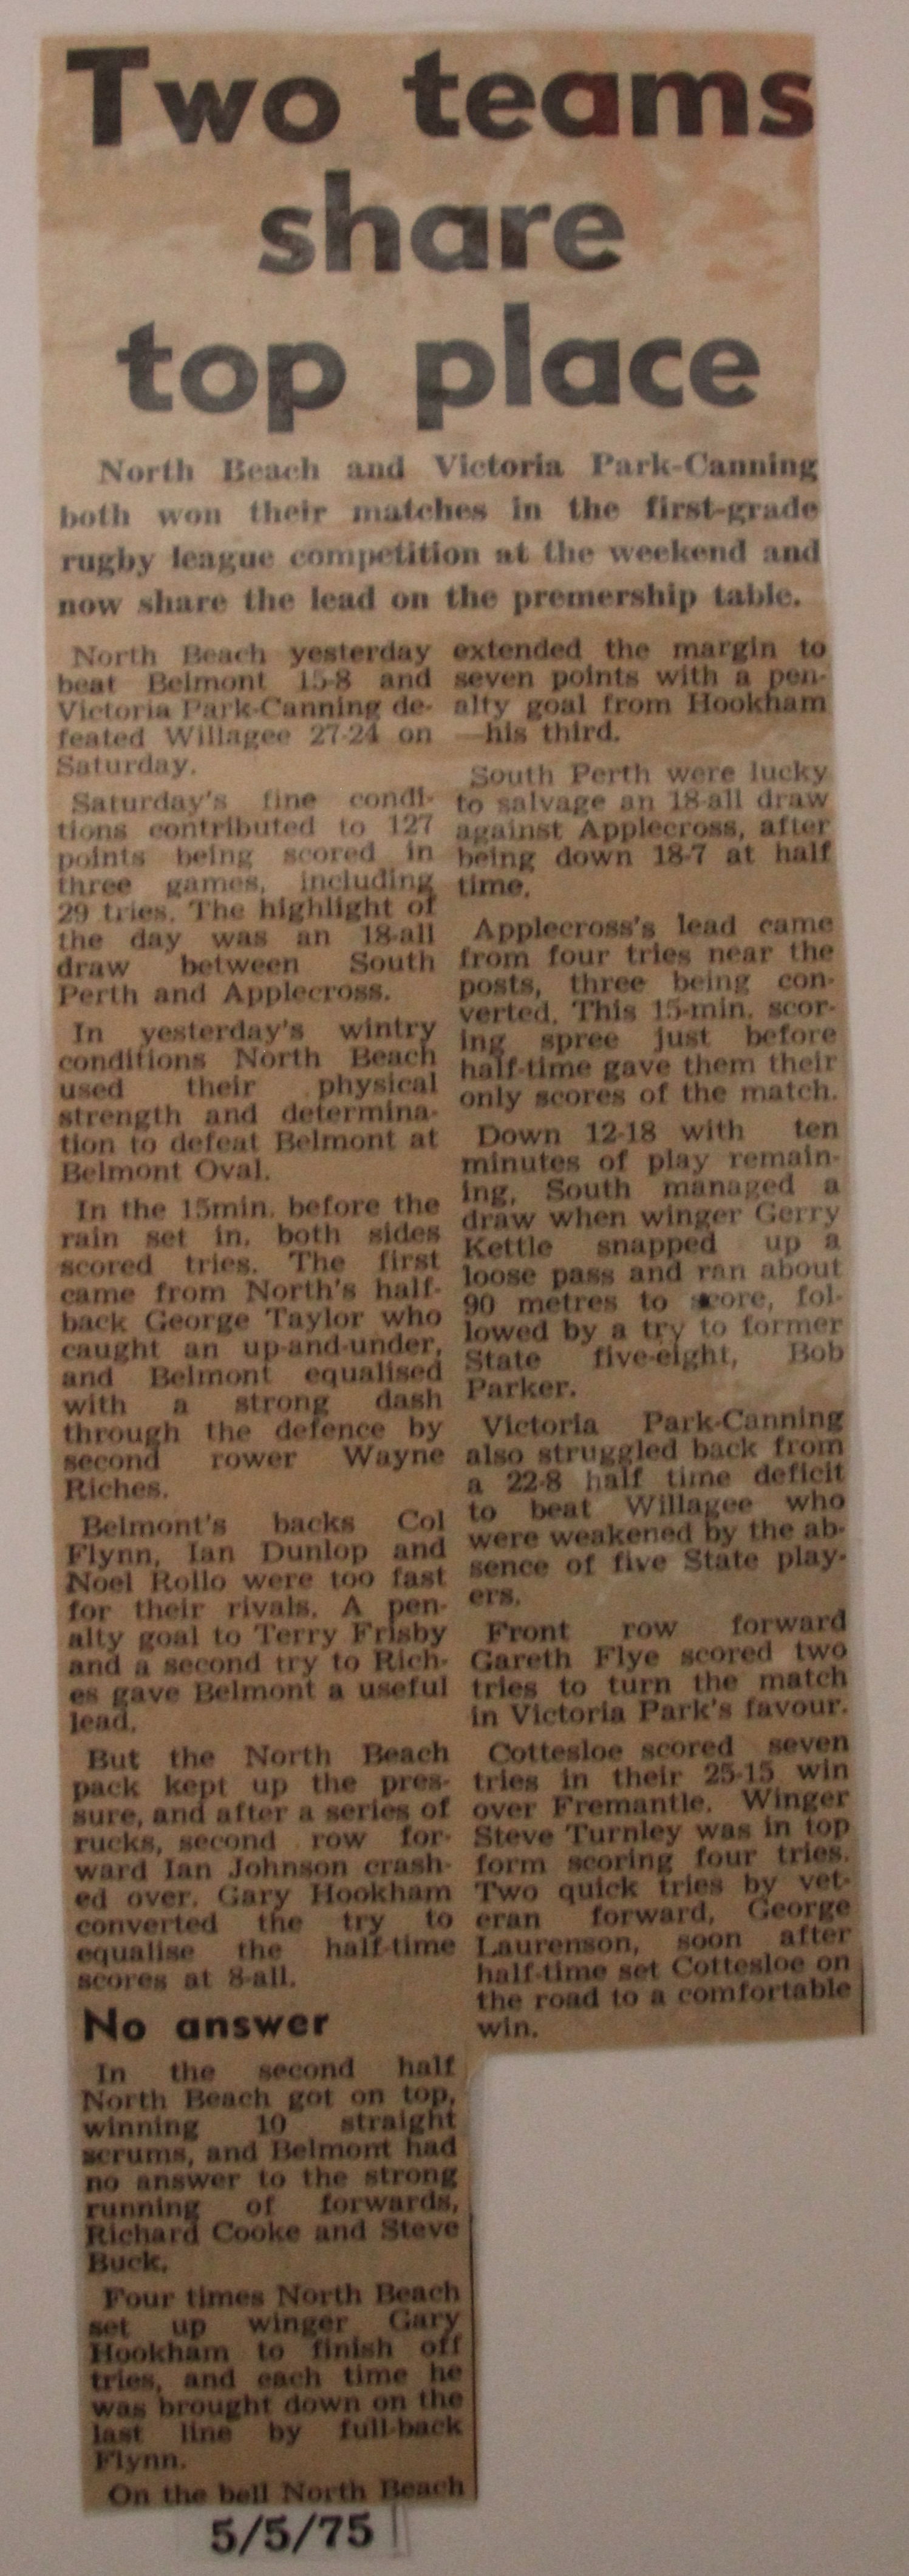 Two teams
share
top place
North Beach and Victoria Park-Canning
both won their matches in the first-grade
rugby league competition at the weekend and
now share the lead on the premership table.
North Beach yesterday
beat Belmont 15-8 and
Victoria Park-Canning de-
feated Willagee 27-24 on
Saturday.
Saturday's fine condi-
tions contributed to 127
points being scored in
three games, including
29 tries. The highlight of
the day was an 18-all
draw between South
Perth and Applecross.
In yesterday's wintry
conditions North Beach
used their physical
strength and determina-
tion to defeat Belmont at
Belmont Oval.
In the 15min. before the
rain set in, both sides
scored tries. The first
came from North's half-
back George Taylor who
caught an up-and-under,
and Belmont equalised
with a strong dash
through the defence by
second rower Wayne
Riches.
Belmont's backs Col
Flynn, Ian Dunlop and
Noel Rollo were too fast
for their rivals. A pen-
alty goal to Terry Frisby
and a second try to Rich-
es gave Belmont a useful
lead.
But the North Beach
pack kept up the pres-
sure, and after a series of
rucks, second row for-
ward Ian Johnson crash-
ed over. Gary Hookham
converted the try to
equalise the half-time
scores at 8-all.
No answer
In the second half
North Beach got on top,
winning 10 straight
scrums, and Belmont had
no answer to the strong
running of forwards,
Richard Cooke and Steve
Buck.
Four times North Beach
set up winger Gary
Hookham to finish off
tries, and each time he
was brought down on the
last line by full-back
Flynn.
On the bell North Beach
extended the margin to
seven points with a pen-
alty goal from Hookham
—his third.
South Perth were lucky
to salvage an 18-all draw
against Applecross, after
being down 18-7 at half
time.
Applecross's lead came
from four tries near the
posts, three being con-
verted. This 15-min. scor-
ing spree just before
half-time gave them their
only scores of the match.
Down 12-18 with ten
minutes of play remain-
ing, South managed a
draw when winger Gerry
Kettle snapped up a
loose pass and ran about
90 metres to score, fol-
lowed by a try to former
State five-eight, Bob
Parker.
Victoria Park-Canning
also struggled back from
a 22-8 half time deficit
to beat Willagee who
were weakened by the ab-
sence of five State play-
ers.
Front row forward
Gareth Flye scored two
tries to turn the match
in Victoria Park's favour.
Cottesloe scored seven
tries in their 25-15 win
over Fremantle. Winger
Steve Turnley was in top
form scoring four tries.
Two quick tries by vet-
eran forward, George
Laurenson, soon after
half-time set Cottesloe on
the road to a comfortable
win.
5/5/75